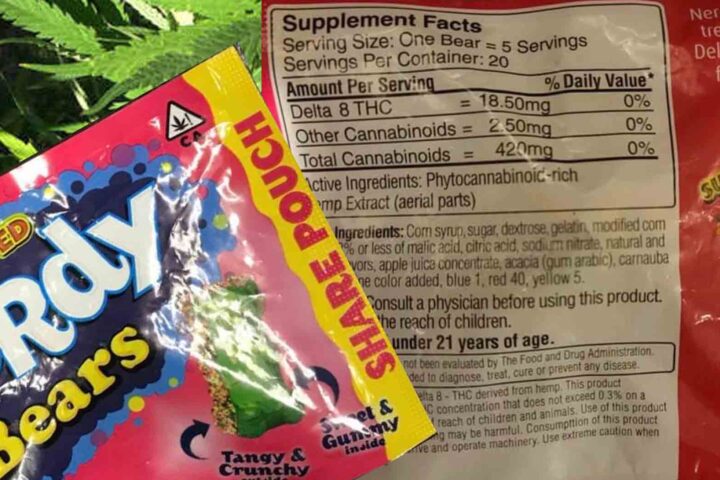 Supplement Facts
Serving Size: One Bear = 5 Servings
Servings Per Container: 20
Amount Per Serving % Daily Value*
Delta 8 THC = 18.50mg 0%
Other Cannabinoids = 2.50mg 0%
Total Cannabinoids = 420mg 0%
Active Ingredients: Phytocannabinoid-rich
Extract (aerial parts)
Ingredients: Corn syrup, sugar, dextrose, gelatin, modified corn
or less of malic acid, citric acid, sodium nitrate, natural and
apple juice concentrate, acacia (gum arabic), carnauba
color added, blue 1, red 40, yellow 5.
Consult a physician before using this product.
the reach of children.
under 21 years of age.
not been evaluated by The Food and Drug Administration.
to diagnose, treat, cure or prevent any disease.
8 - THC derived from hemp. This product
concentration that does not exceed 0.3% on a
reach of children and animals. Use of this product
may be harmful. Consumption of this product
and operate machinery. Use extreme caution when
CA
SHARE POUCH
Rdy
Bears
Sweet &
Gummy
inside
Tangy &
Crunchy